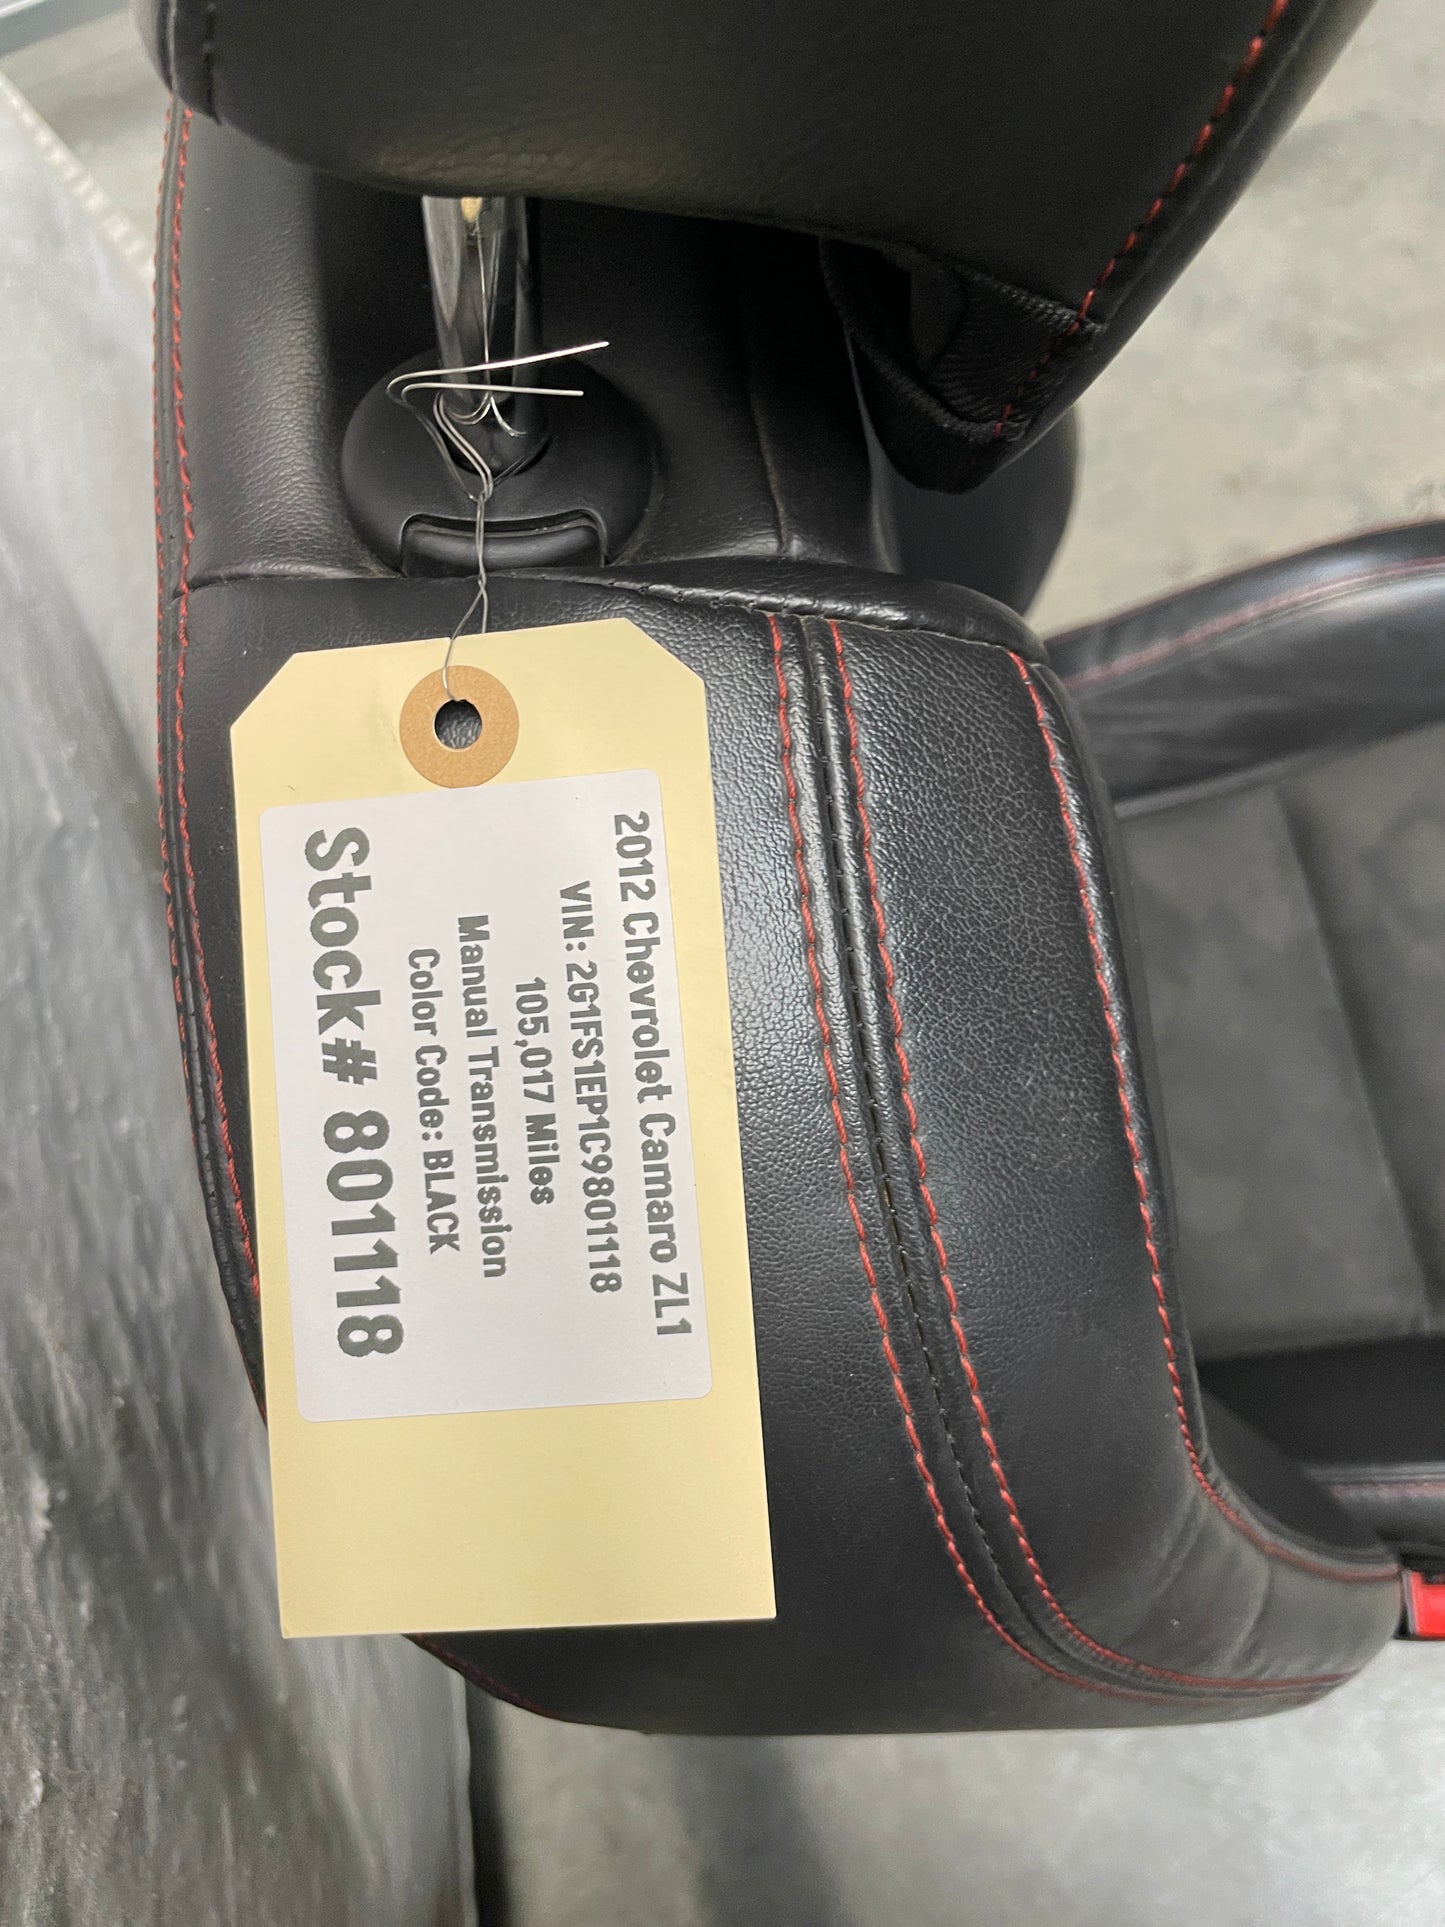 2012 Chevrolet Camaro ZL1
VIN: 2G1FS1EP1C9801118
105,017 Miles
Manual Transmission
Color Code: BLACK
Stock# 801118